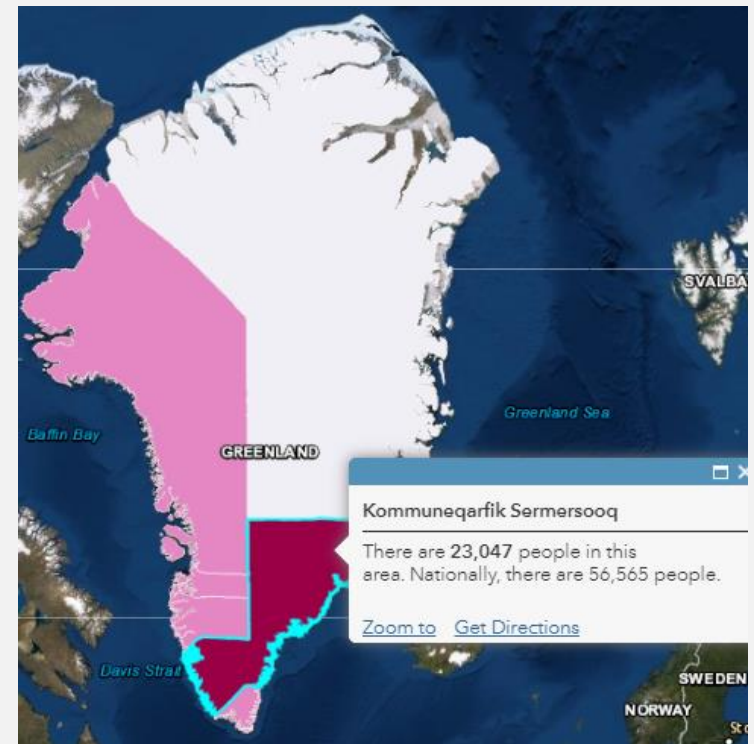 SVALBA
Greenland Sea
Baffin Bay
GREENLAND
Kommuneqarfik Sermersooq
There are 23,047 people in this
area. Nationally, there are 56,565 people.
Zoom to Get Directions
Davis Strait
SWEDEN
NORWAY